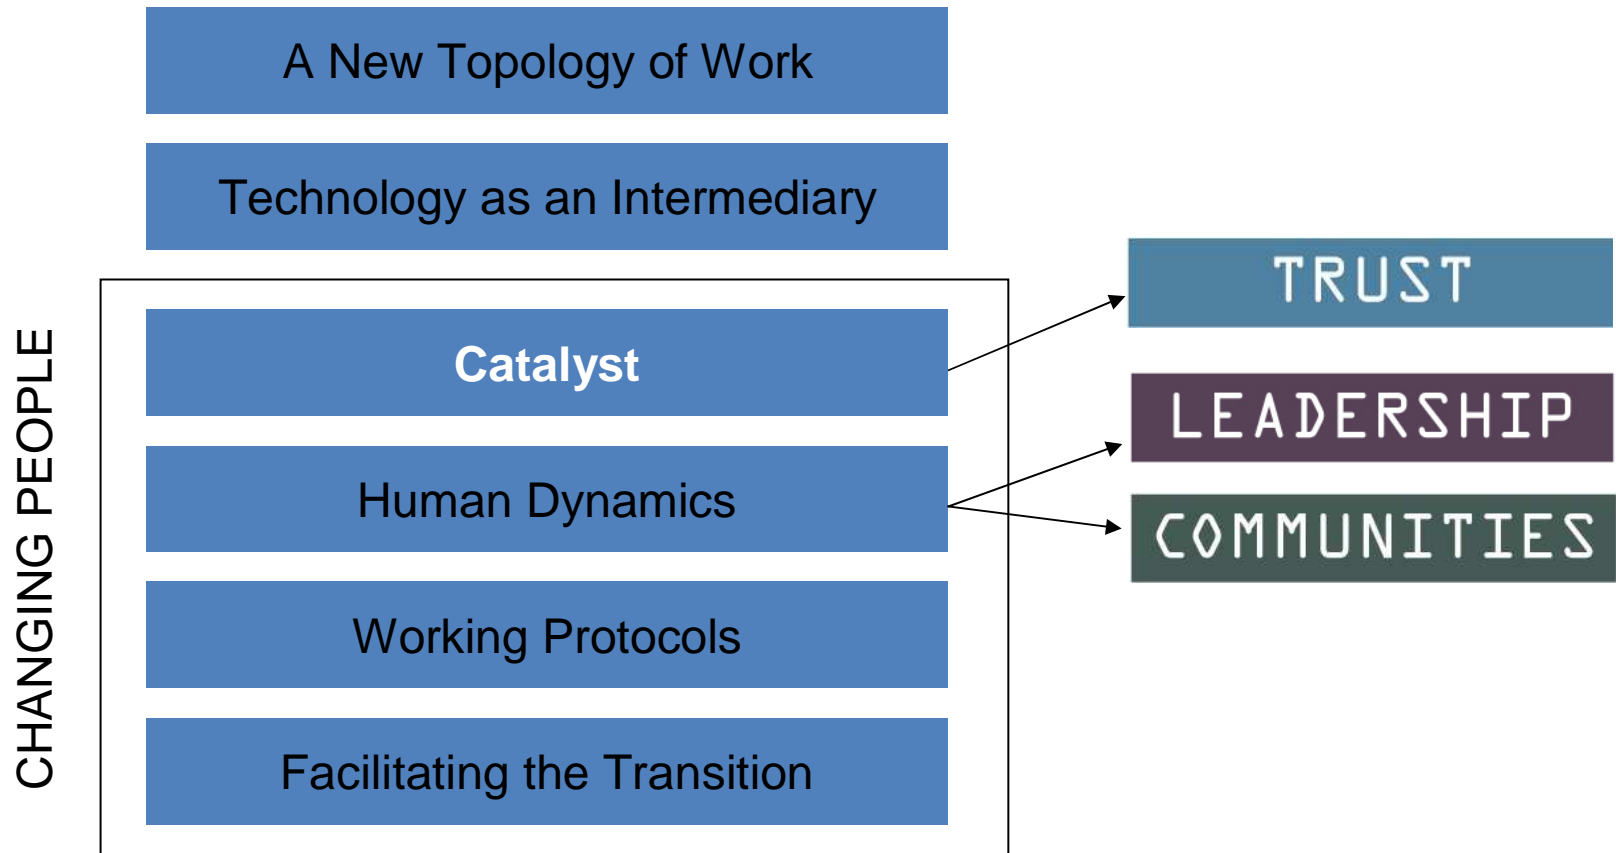 A New Topology of Work
Technology as an Intermediary
CHANGING PEOPLE
Catalyst
Human Dynamics
Working Protocols
Facilitating the Transition
TRUST
LEADERSHIP
COMMUNITIES